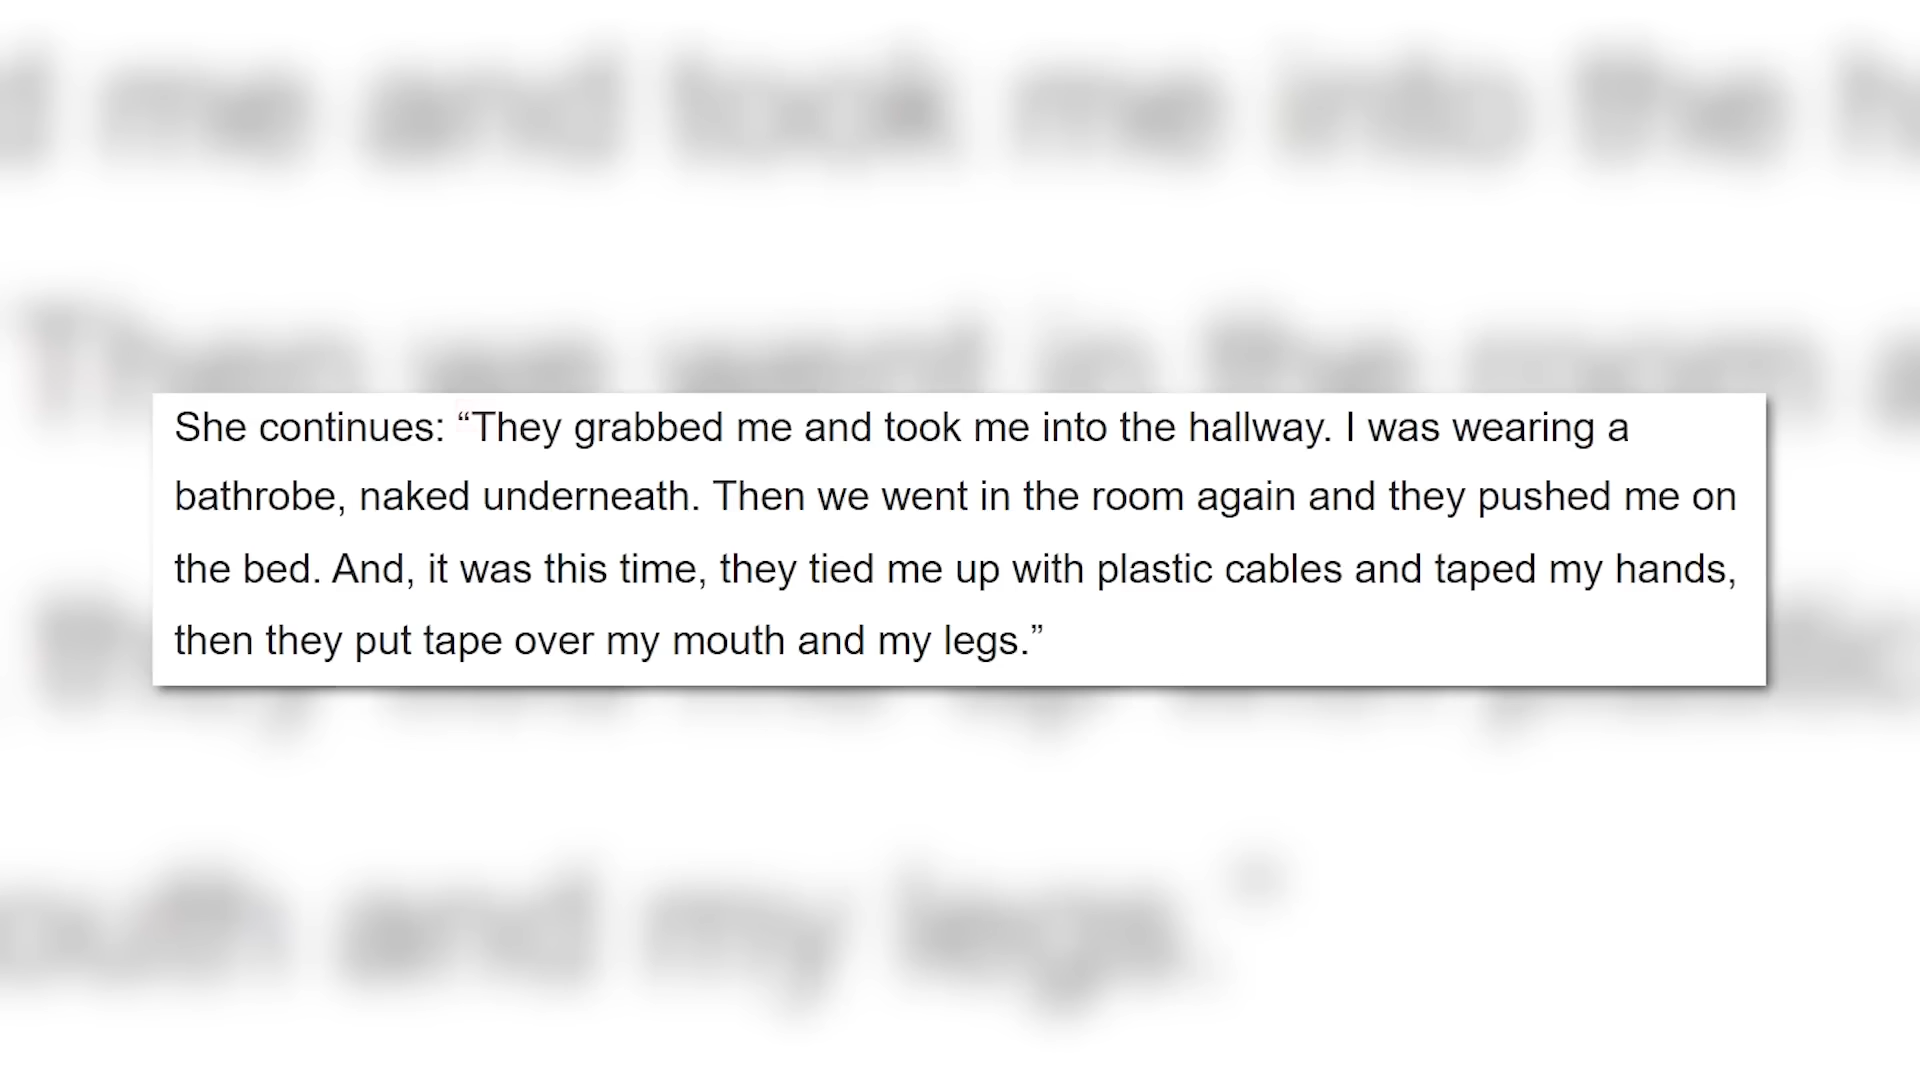 She continues: “They grabbed me and took me into the hallway. I was wearing a
bathrobe, naked underneath. Then we went in the room again and they pushed me on
the bed. And, it was this time, they tied me up with plastic cables and taped my hands,
then they put tape over my mouth and my legs.”